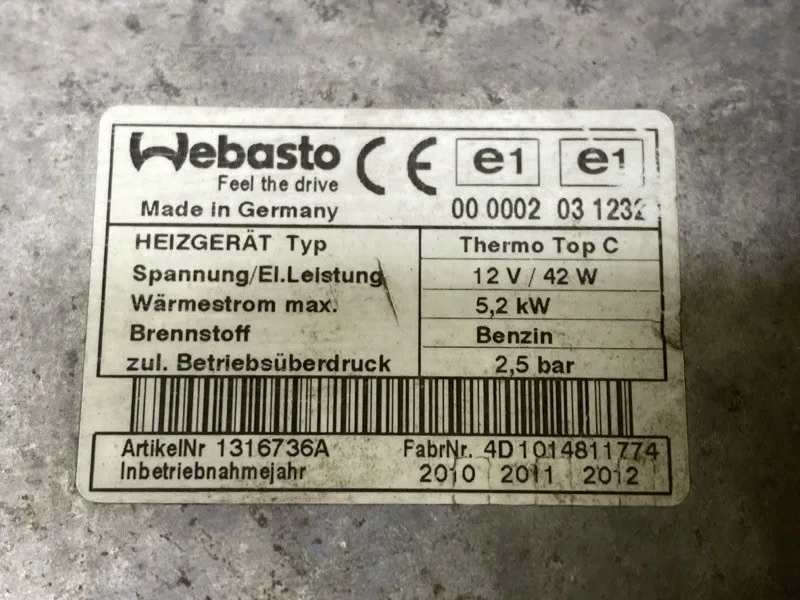 Webasto CE e1 e1
Feel the drive
Made in Germany 00 0002 03 1232
HEIZGERÄT Typ Thermo Top C
Spannung/El.Leistung 12 V / 42 W
Wärmestrom max. 5,2 kW
Brennstoff Benzin
zul. Betriebsüberdruck 2,5 bar
ArtikelNr 1316736A FabrNr. 4D1014811774
Inbetriebnahmejahr 2010 2011 2012